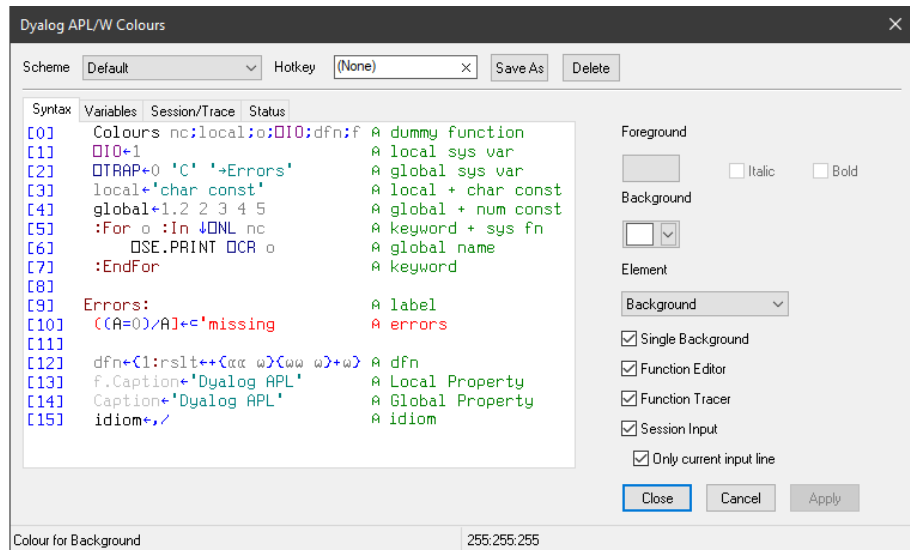 Dyalog APL/W Colours
Scheme Default Hotkey (None) Save As Delete
Syntax Variables Session/Trace Status
[0] Colours nc;local;o;⎕IO;dfn;f ⍝ dummy function
[1] ⎕IO←1 ⍝ local sys var
[2] ⎕TRAP←0 'C' '→Errors' ⍝ global sys var
[3] local←'char const' ⍝ local + char const
[4] global←1.2 2 3 4 5 ⍝ global + num const
[5] :For o :In ↓⎕NL nc ⍝ keyword + sys fn
[6] ⎕SE.PRINT ⎕CR o ⍝ global name
[7] :EndFor ⍝ keyword
[8]
[9] Errors: ⍝ label
[10] ((A=0)/A]←⊂'missing ⍝ errors
[11]
[12] dfn←{1:rslt←+{⍺⍺ ⍵}{⍵⍵ ⍵}+⍵} ⍝ dfn
[13] f.Caption←'Dyalog APL' ⍝ Local Property
[14] Caption←'Dyalog APL' ⍝ Global Property
[15] idiom←,/ ⍝ idiom
Foreground
Italic Bold
Background
Element
Background
Single Background
Function Editor
Function Tracer
Session Input
Only current input line
Close Cancel Apply
Colour for Background 255:255:255